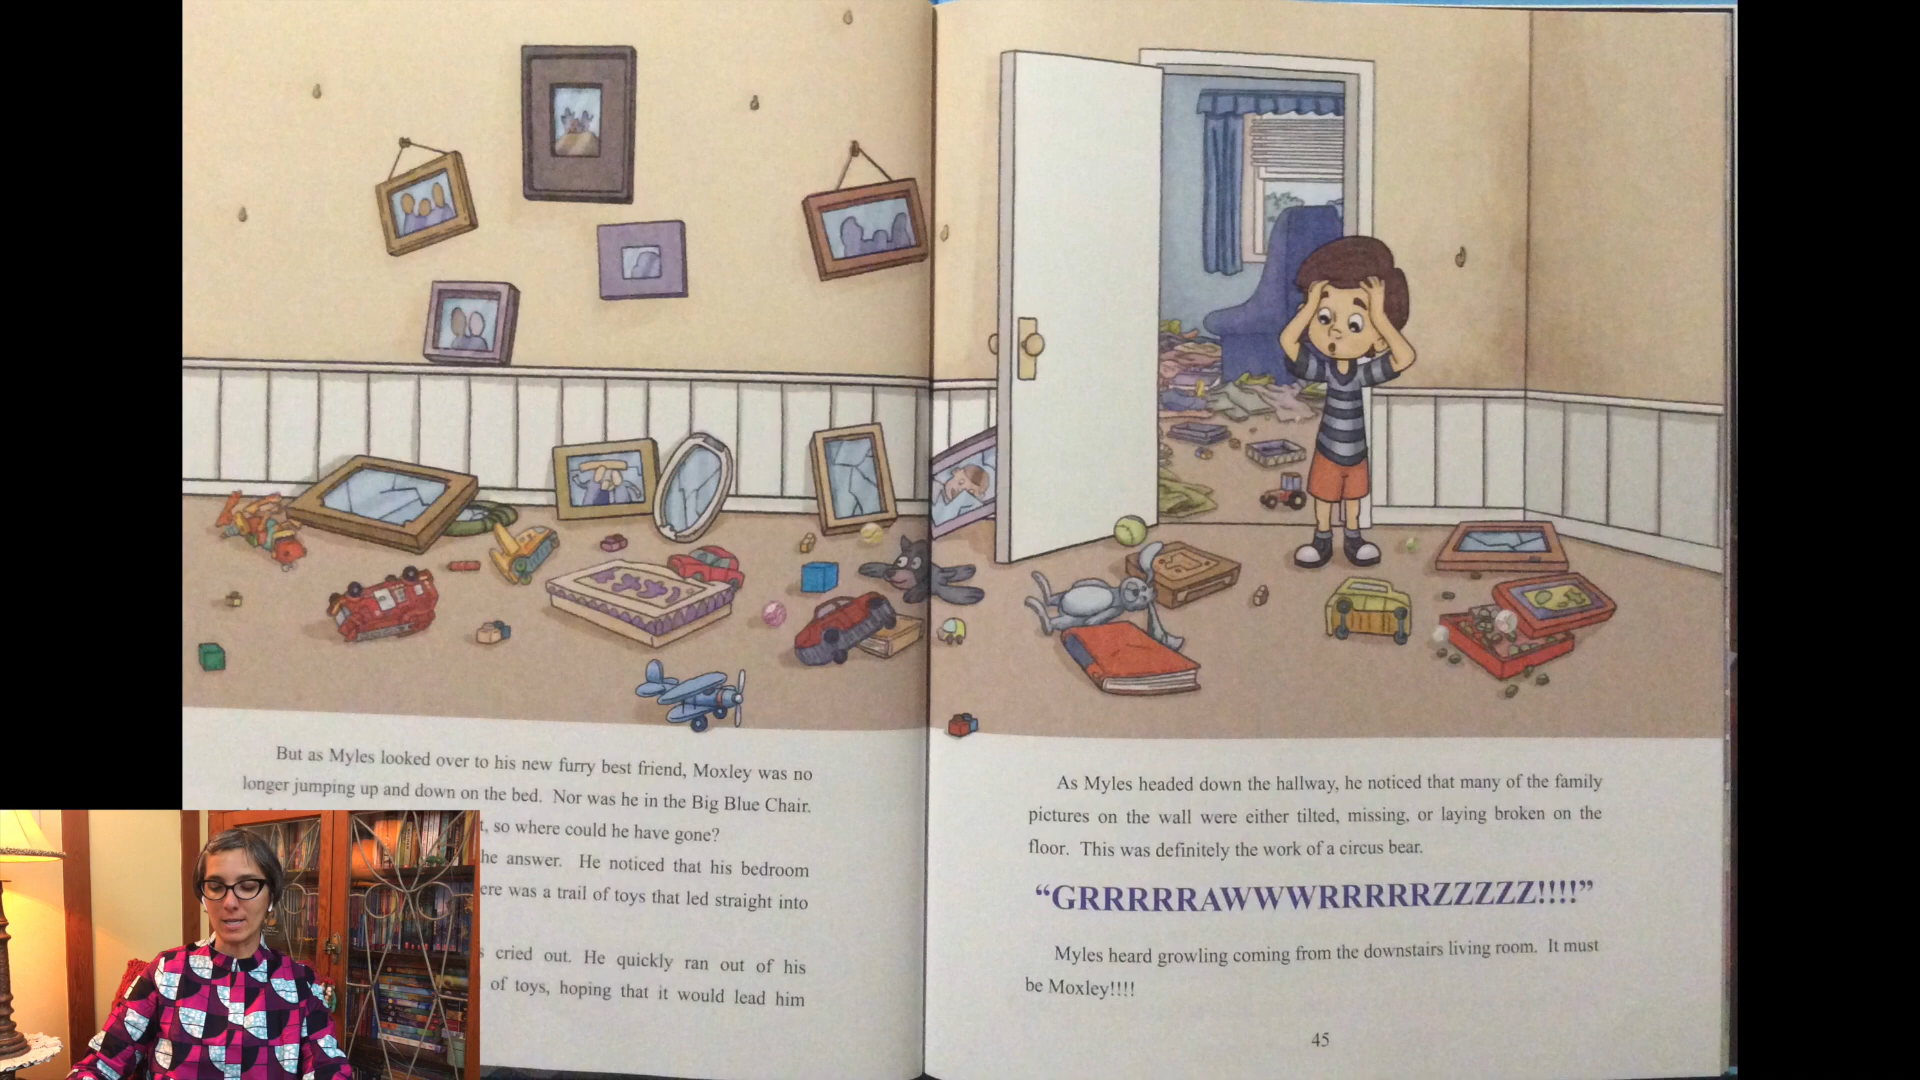 But as Myles looked over to his new furry best friend, Moxley was no
longer jumping up and down on the bed. Nor was he in the Big Blue Chair.
so where could he have gone?
he answer. He noticed that his bedroom
ere was a trail of toys that led straight into
s cried out. He quickly ran out of his
of toys, hoping that it would lead him
As Myles headed down the hallway, he noticed that many of the family
pictures on the wall were either tilted, missing, or laying broken on the
floor. This was definitely the work of a circus bear.
“GRRRRRAWWWRRRRRZZZZZ!!!!”
Myles heard growling coming from the downstairs living room. It must
be Moxley!!!!
45